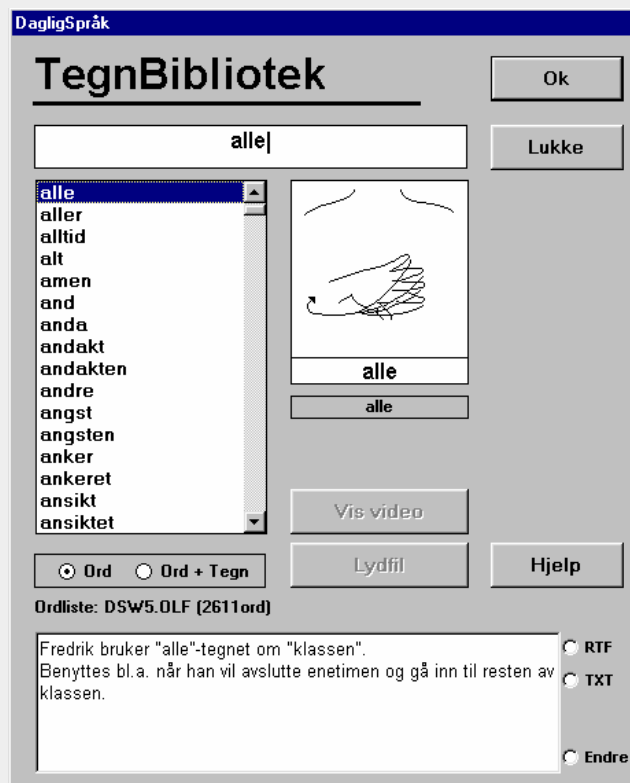 DagligSpråk
TegnBibliotek
Ok
alle
Lukke
alle
aller
alltid
alt
amen
and
anda
andakt
andakten
andre
angst
angsten
anker
ankeret
ansikt
ansiktet
alle
alle
Vis video
Lydfil
Hjelp
Ord Ord + Tegn
Ordliste: DSW5.OLF (2611ord)
Fredrik bruker "alle"-tegnet om "klassen".
Benyttes bl.a. når han vil avslutte enetimen og gå inn til resten av
klassen.
RTF
TXT
Endre